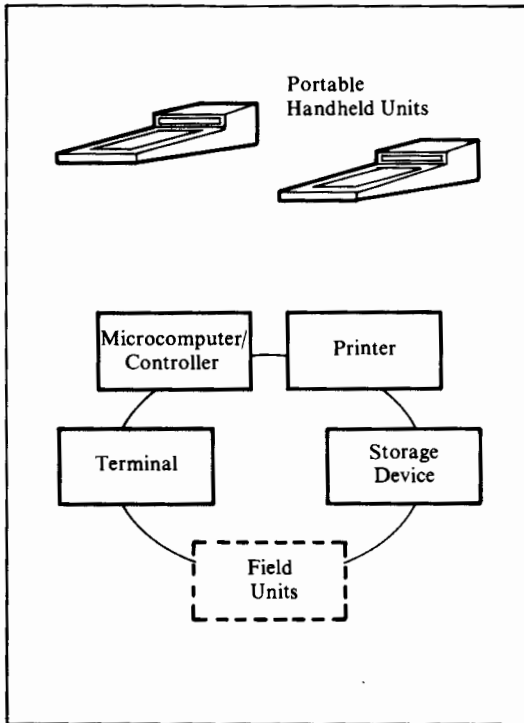 Portable
Handheld Units
Microcomputer/
Controller
Printer
Terminal
Storage
Device
Field
Units